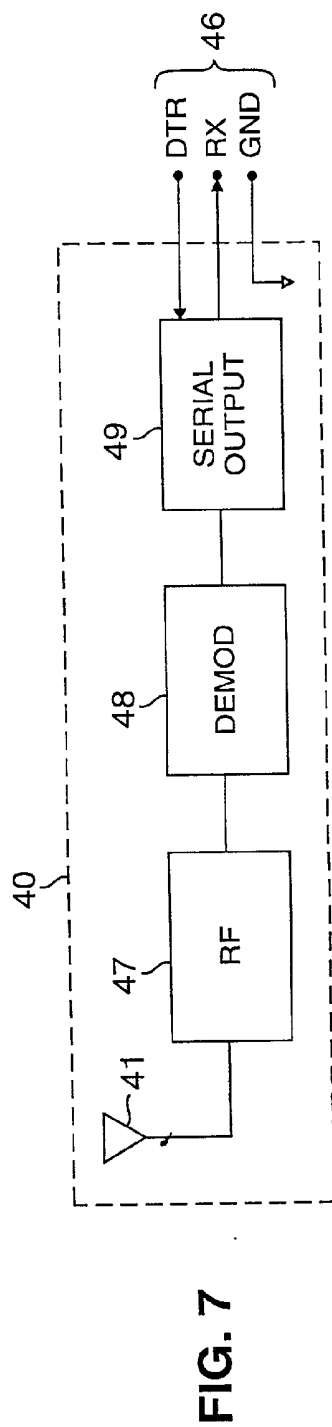 40
41
47
RF
48
DEMOD
49
SERIAL
OUTPUT
DTR
RX
GND
46
FIG. 7